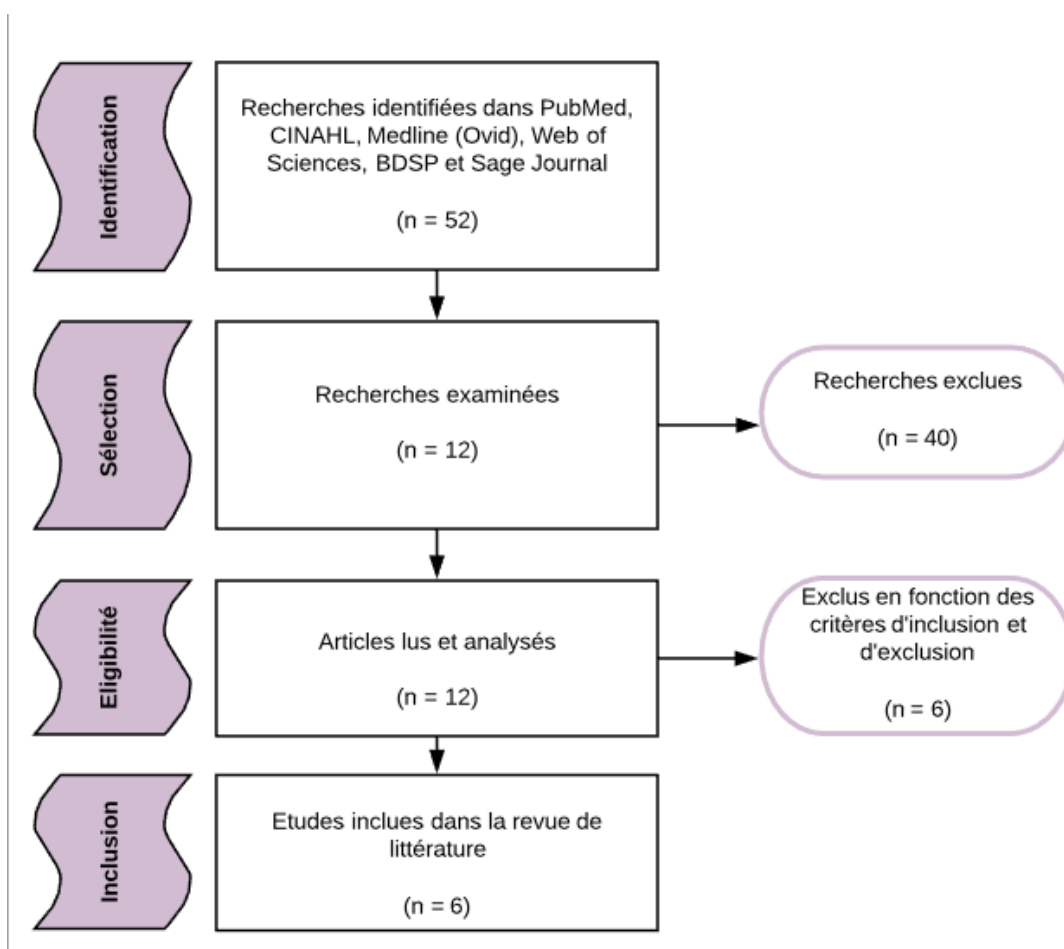 Identification
Recherches identifiées dans PubMed,
CINAHL, Medline (Ovid), Web of
Sciences, BDSP et Sage Journal
(n = 52)
Sélection
Recherches examinées
(n = 12)
Recherches exclues
(n = 40)
Eligibilité
Articles lus et analysés
(n = 12)
Exclus en fonction des
critères d'inclusion et
d'exclusion
(n = 6)
Inclusion
Etudes inclues dans la revue de
littérature
(n = 6)